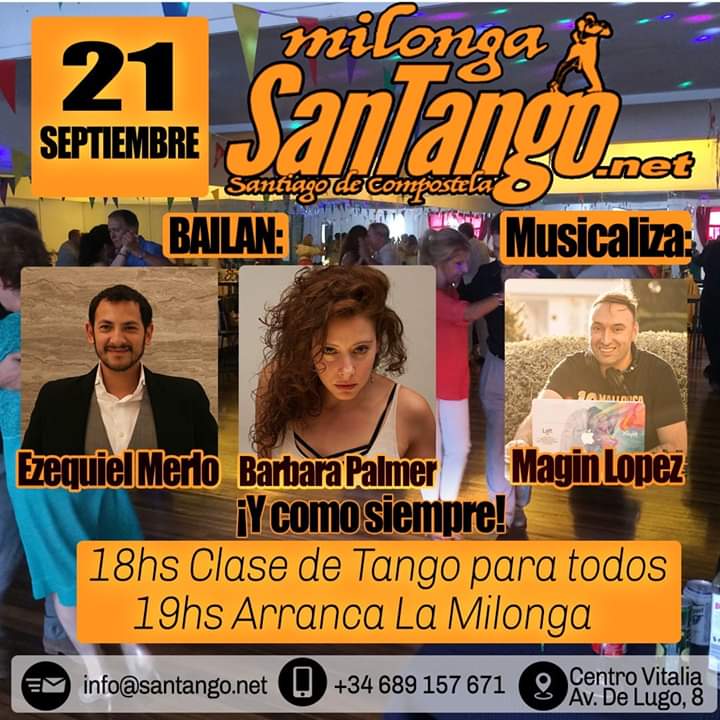 21
SEPTIEMBRE
milonga
SanTango.net
Santiago de compostela
BAILAN:
Musicaliza:
Ezequiel Merlo
Barbara Palmer
Magin Lopez
¡Y como siempre!
18hs Clase de Tango para todos
19hs Arranca La Milonga
info@santango.net
+34 689 157 671
Centro Vitalia
Av. De Lugo, 8